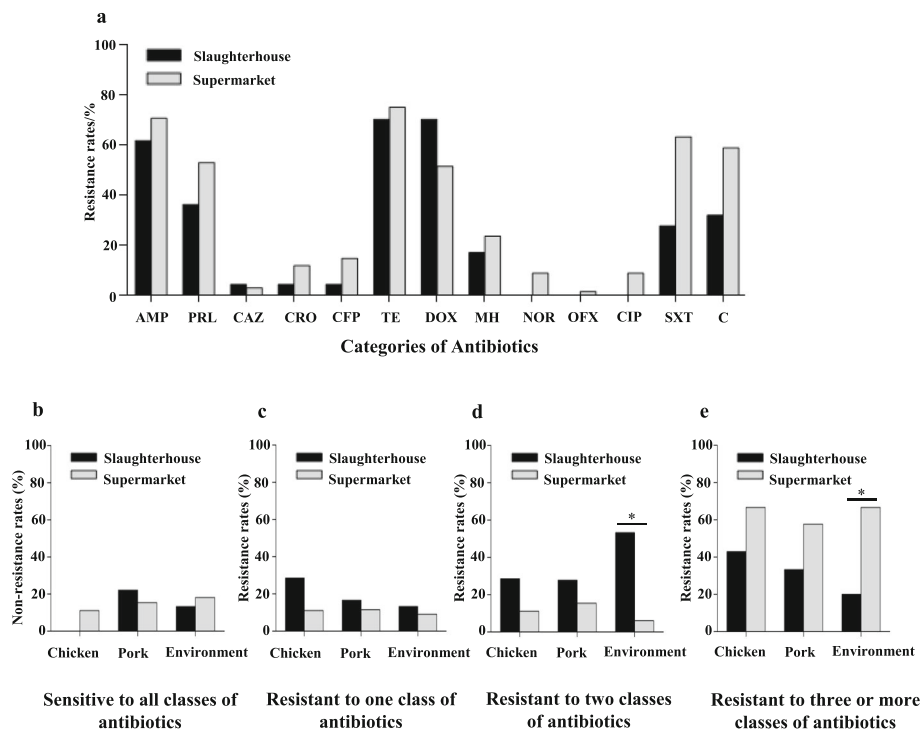 a
Slaughterhouse
Supermarket
Resistance rates/%
100
80
60
40
20
0
AMP PRL CAZ CRO CFP TE DOX MH NOR OFX CIP SXT C
Categories of Antibiotics
b
Slaughterhouse
Supermarket
Non-resistance rates (%)
100
80
60
40
20
0
Chicken Pork Environment
Sensitive to all classes of
antibiotics
c
Slaughterhouse
Supermarket
Resistance rates (%)
100
80
60
40
20
0
Chicken Pork Environment
Resistant to one class of
antibiotics
d
Slaughterhouse
Supermarket
*
Resistance rates (%)
100
80
60
40
20
0
Chicken Pork Environment
Resistant to two classes
of antibiotics
e
Slaughterhouse
Supermarket
*
Resistance rates (%)
100
80
60
40
20
0
Chicken Pork Environment
Resistant to three or more
classes of antibiotics